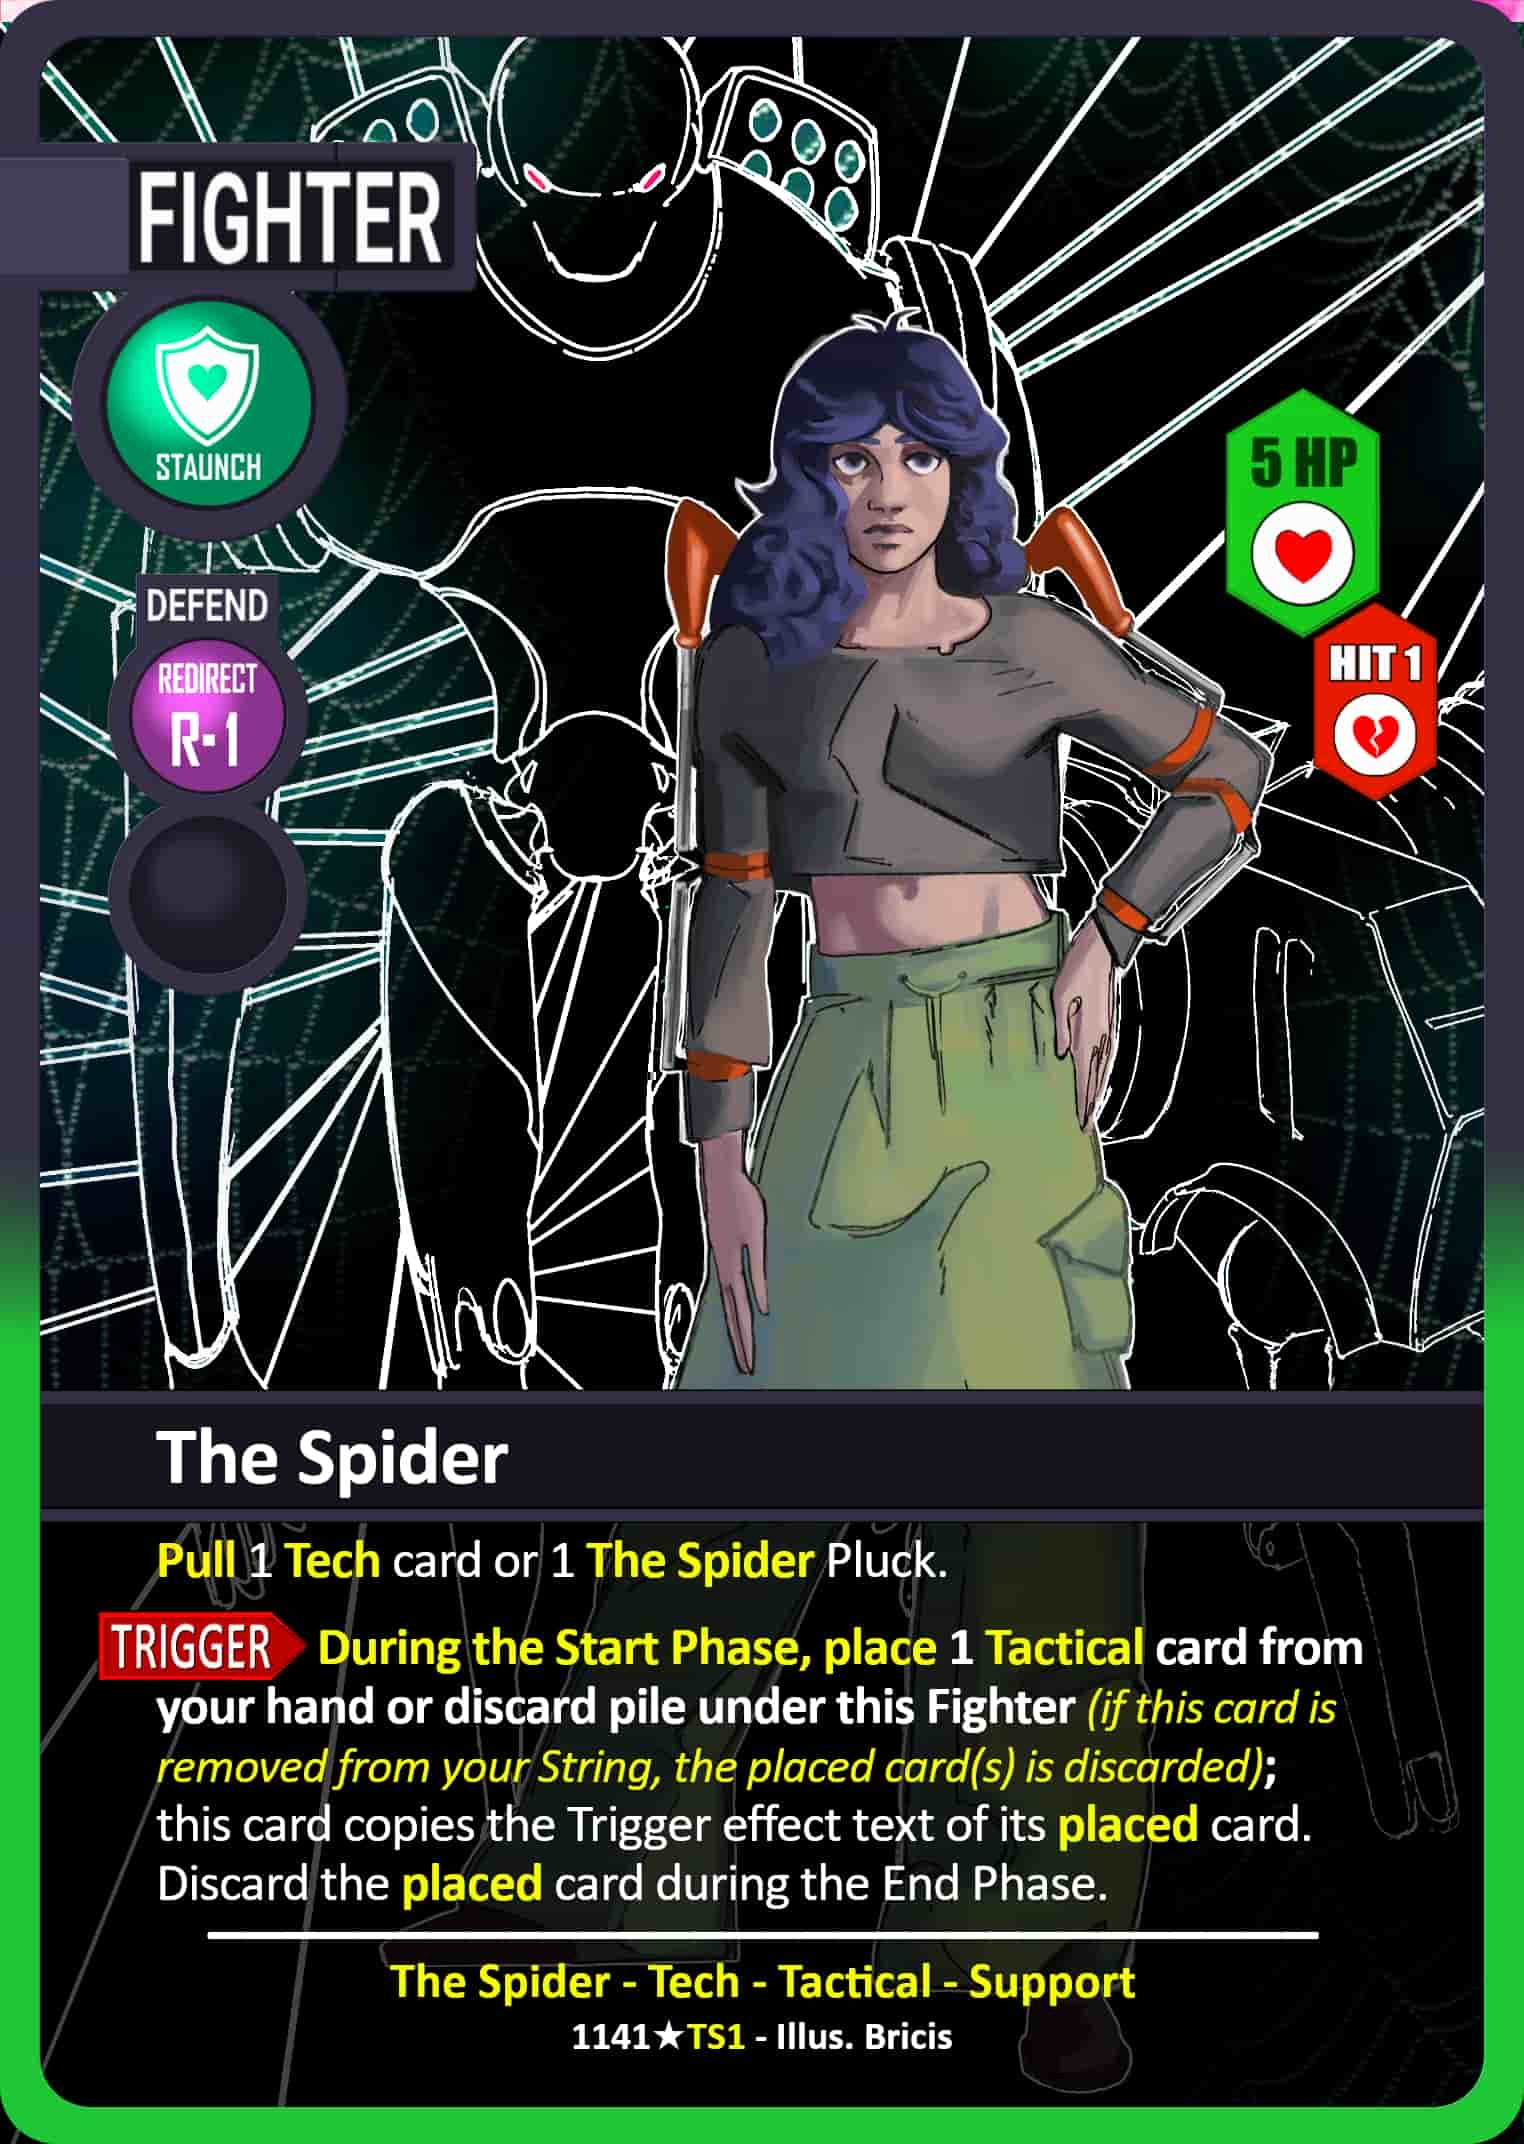 FIGHTER
STAUNCH
5 HP
DEFEND
HIT 1
REDIRECT
R-1
The Spider
Pull 1 Tech card or 1 The Spider Pluck.
TRIGGER During the Start Phase, place 1 Tactical card from
your hand or discard pile under this Fighter (if this card is
removed from your String, the placed card(s) is discarded);
this card copies the Trigger effect text of its placed card.
Discard the placed card during the End Phase.
The Spider - Tech - Tactical - Support
1141★TS1 - Illus. Bricis